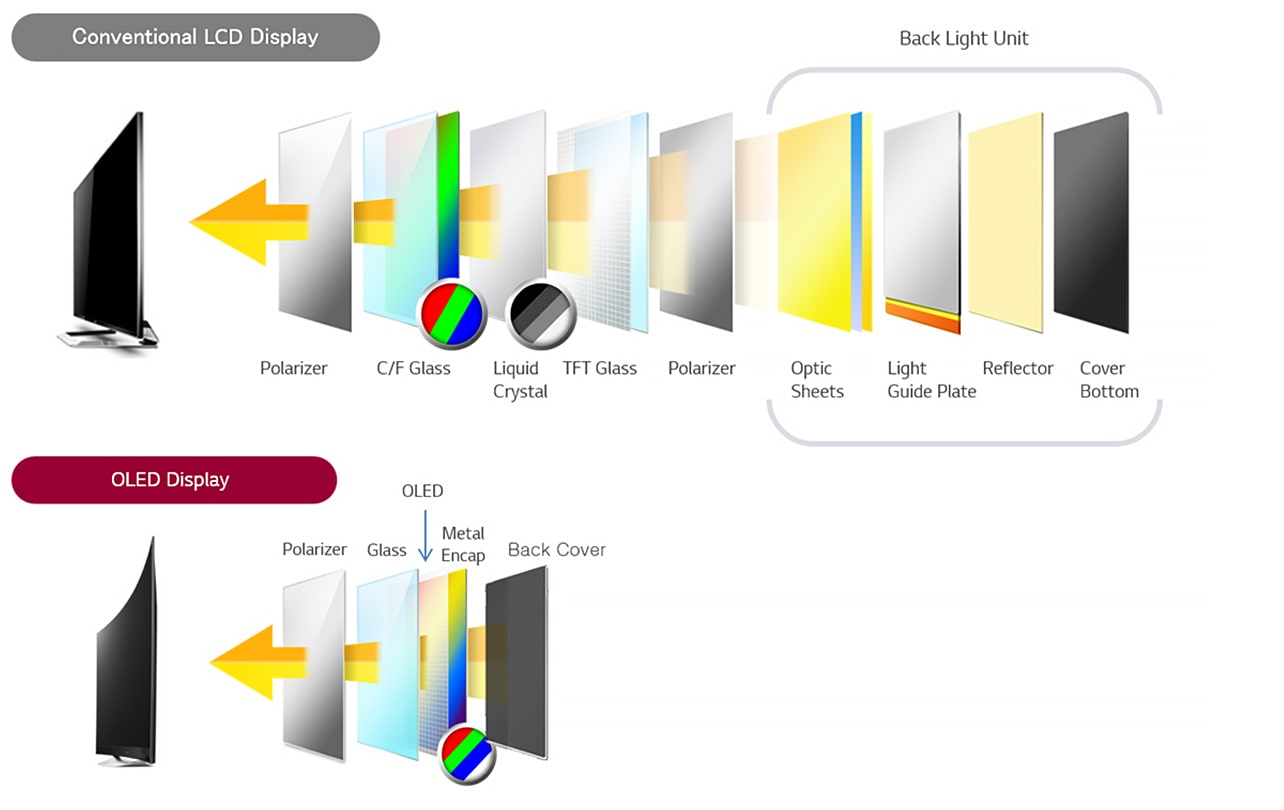 Conventional LCD Display
Back Light Unit
Polarizer
C/F Glass
Liquid
Crystal
TFT Glass
Polarizer
Optic
Sheets
Light
Guide Plate
Reflector
Cover
Bottom
OLED Display
OLED
Polarizer
Glass
Metal
Encap
Back Cover